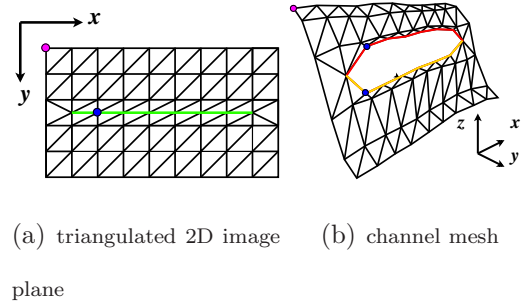 x
y
z
x
y
(a) triangulated 2D image
plane
(b) channel mesh